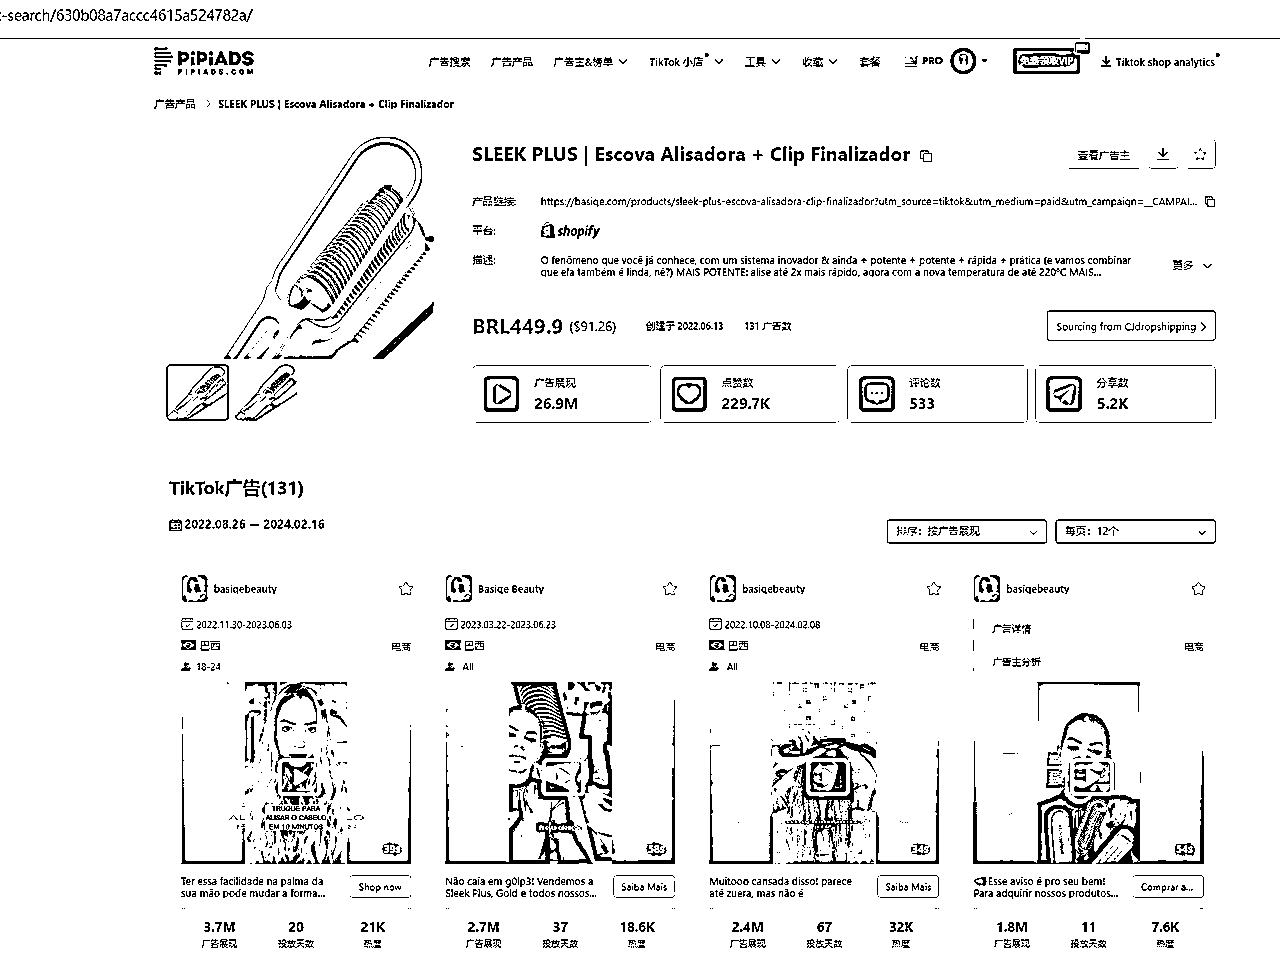 :-search/630b08a7accc4615a524782a/
PiPiADS
PIPIADS.COM
广告搜索 广告产品 广告主&榜单 TikTok 小店 工具 收藏 套餐 PRO 免费领取VIP Tiktok shop analytics
广告产品 > SLEEK PLUS | Escova Alisadora + Clip Finalizador
SLEEK PLUS | Escova Alisadora + Clip Finalizador
查看广告主
产品链接: https://basiqe.com/products/sleek-plus-escova-alisadora-clip-finalizador?utm_source=tiktok&utm_medium=paid&utm_campaign=__CAMPAI...
平台: shopify
描述: O fenômeno que você já conhece, com um sistema inovador & ainda + potente + potente + rápida + prática (e vamos combinar
que ela também é linda, né?) MAIS POTENTE: alise até 2x mais rápido, agora com a nova temperatura de até 220°C MAIS...
更多
BRL449.9 ($91.26) 创建于 2022.06.13 131 广告数
Sourcing from CJdropshipping >
广告展现 26.9M
点赞数 229.7K
评论数 533
分享数 5.2K
TikTok广告(131)
2022.08.26 — 2024.02.16
排序: 按广告展现
每页: 12个
basiqebeauty
2022.11.30-2023.06.03
巴西 电商
18-24
TRUQUE PARA
ALISAR O CABELO
EM 10 MINUTOS
Ter essa facilidade na palma da
sua mão pode mudar a forma...
Shop now
3.7M 20 21K
广告展现 投放天数 热度
Basiqe Beauty
2023.03.22-2023.06.23
巴西 电商
All
Não caia em g0lp3! Vendemos a
Sleek Plus, Gold e todos nossos...
Saiba Mais
2.7M 37 18.6K
广告展现 投放天数 热度
basiqebeauty
2022.10.08-2024.02.08
巴西 电商
All
34s
Muitooo cansada disso! parece
até zuera, mas não é
Saiba Mais
2.4M 67 32K
广告展现 投放天数 热度
basiqebeauty
广告详情
电商
广告主分析
54s
Esse aviso é pro seu bem!
Para adquirir nossos produtos...
Comprar a...
1.8M 11 7.6K
广告展现 投放天数 热度